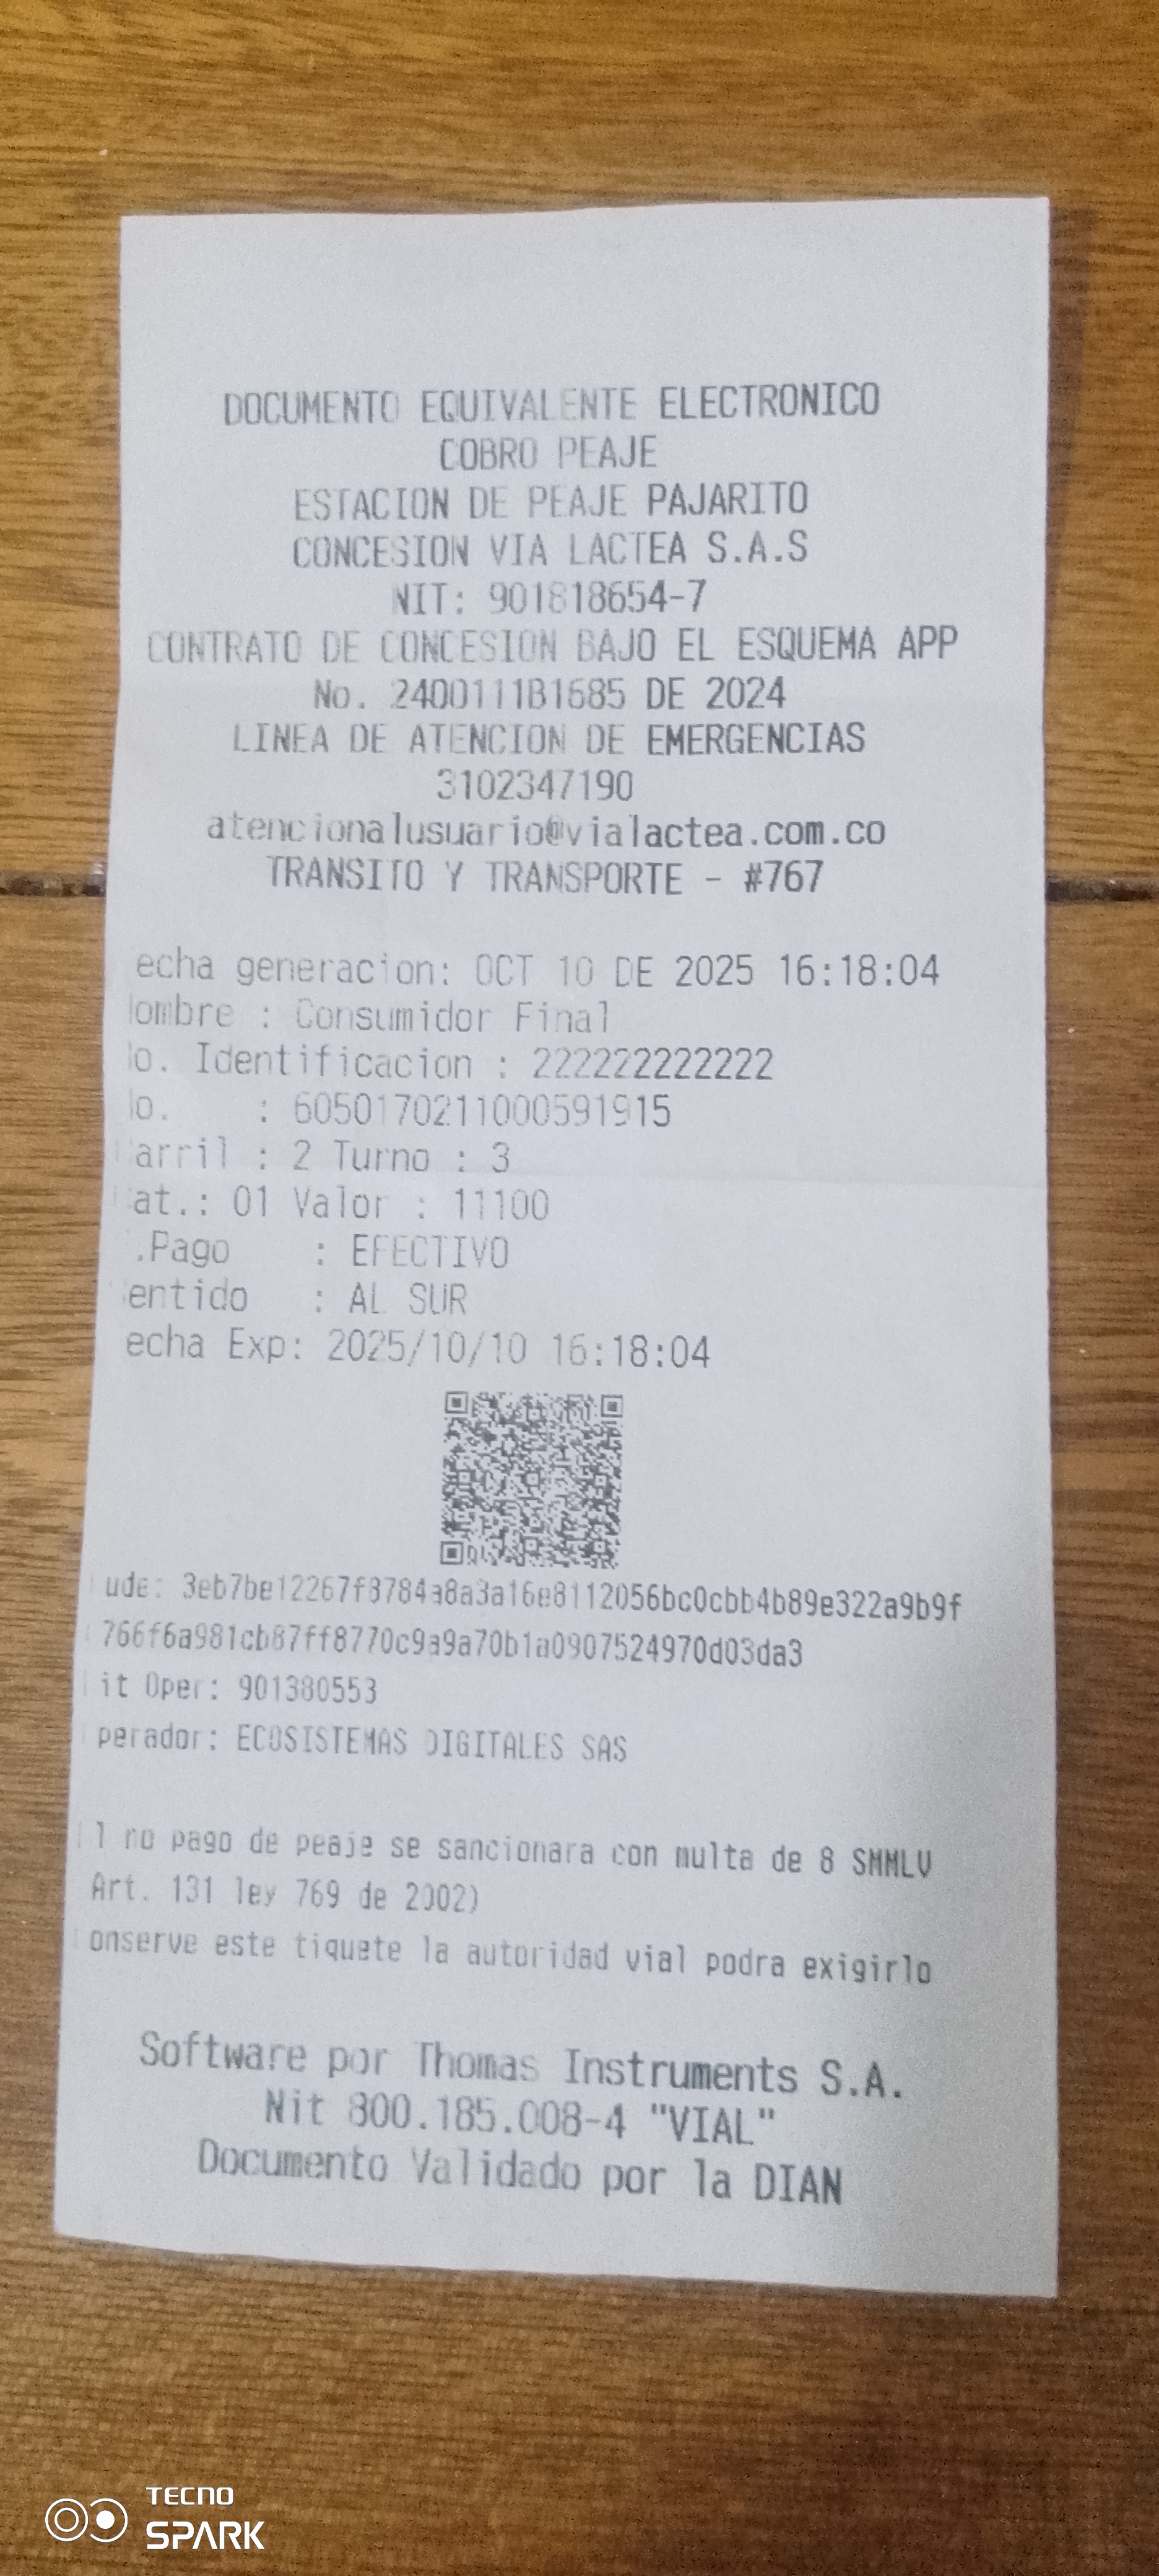 DOCUMENTO EQUIVALENTE ELECTRONICO
COBRO PEAJE
ESTACION DE PEAJE PAJARITO
CONCESION VIA LACTEA S.A.S
NIT: 901818654-7
CONTRATO DE CONCESION BAJO EL ESQUEMA APP
No. 2400111B1685 DE 2024
LINEA DE ATENCION DE EMERGENCIAS
3102347190
atencionalusuario@vialactea.com.co
TRANSITO Y TRANSPORTE - #767
echa generacion: OCT 10 DE 2025 16:18:04
ombre : Consumidor Final
o. Identificacion : 222222222222
o. : 6050170211000591915
arril : 2 Turno : 3
at.: 01 Valor : 11100
.Pago : EFECTIVO
entido : AL SUR
echa Exp: 2025/10/10 16:18:04
ude: 3eb7be12267f8784a8a3a16e8112056bc0cbb4b89e322a9b9f
766f6a981cb87ff8770c9a9a70b1a0907524970d03da3
it Oper: 901380553
perador: ECOSISTEMAS DIGITALES SAS
l no pago de peaje se sancionara con multa de 8 SMMLV
Art. 131 ley 769 de 2002)
onserve este tiquete la autoridad vial podra exigirlo
Software por Thomas Instruments S.A.
Nit 800.185.008-4 "VIAL"
Documento Validado por la DIAN
TECNO
SPARK